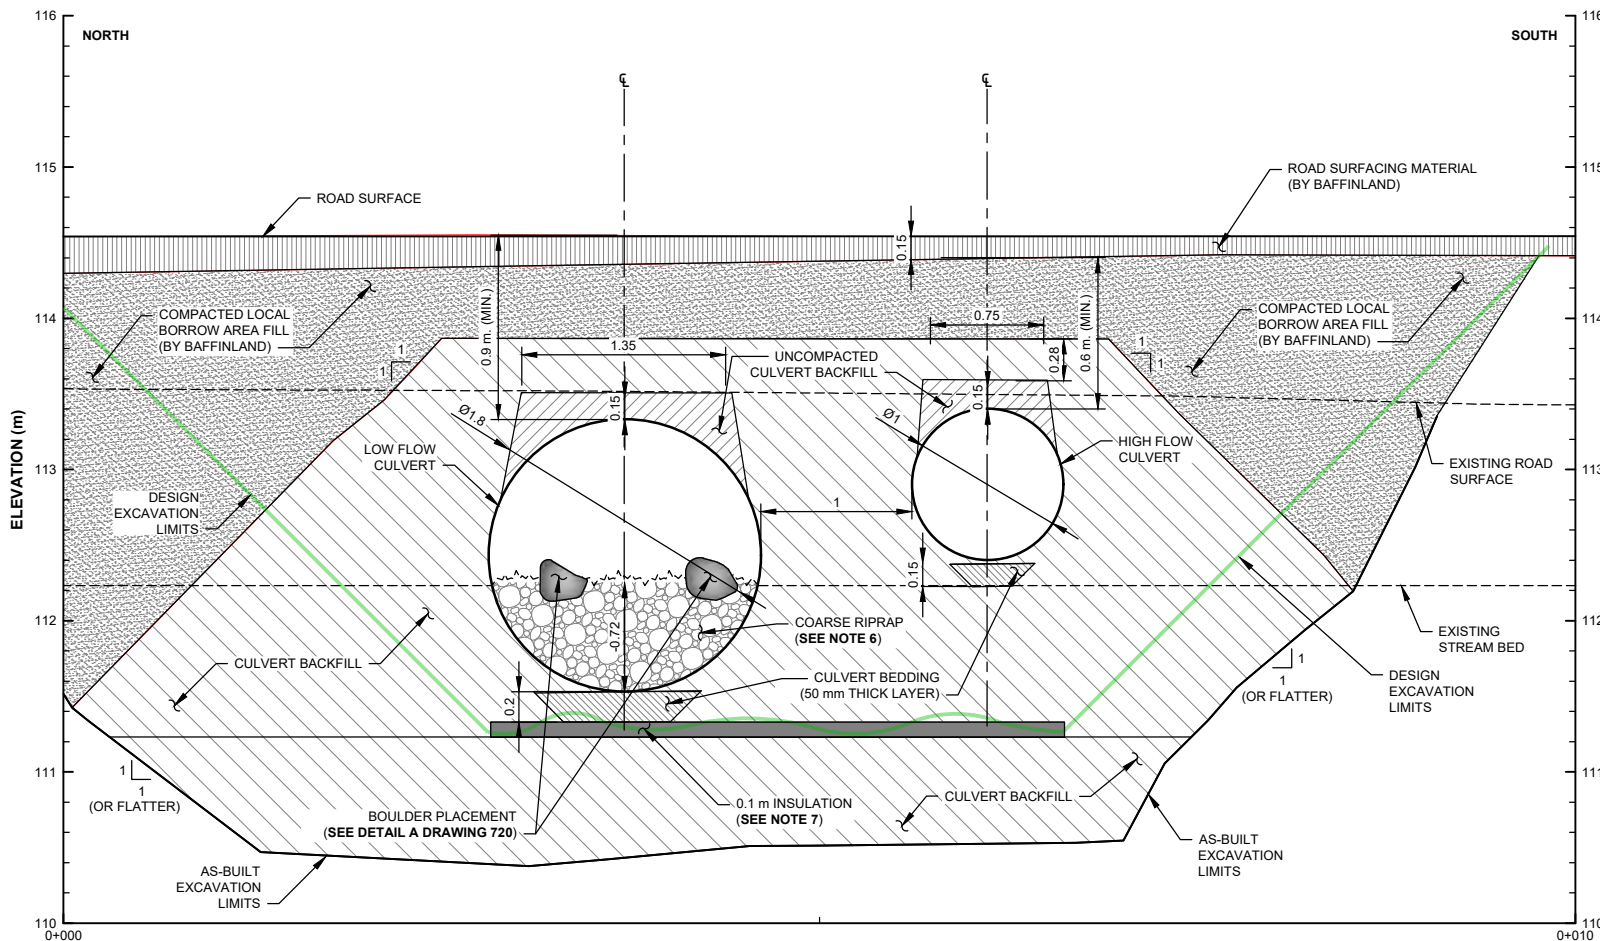 116
116
NORTH
SOUTH
℄
℄
115
115
ROAD SURFACING MATERIAL
(BY BAFFINLAND)
ROAD SURFACE
0.15
0.9 m. (MIN.)
0.6 m. (MIN.)
114
114
COMPACTED LOCAL
BORROW AREA FILL
(BY BAFFINLAND)
COMPACTED LOCAL
BORROW AREA FILL
(BY BAFFINLAND)
0.75
1.35
0.28
UNCOMPACTED
CULVERT BACKFILL
1
1
1
1
0.15
0.15
Ø1.8
Ø1
LOW FLOW
CULVERT
HIGH FLOW
CULVERT
113
113
EXISTING ROAD
SURFACE
DESIGN
EXCAVATION
LIMITS
1
ELEVATION (m)
0.15
112
112
0.72
COARSE RIPRAP
(SEE NOTE 6)
EXISTING
STREAM BED
CULVERT BACKFILL
CULVERT BEDDING
(50 mm THICK LAYER)
1
1
(OR FLATTER)
DESIGN
EXCAVATION
LIMITS
0.2
111
111
1
1
(OR FLATTER)
BOULDER PLACEMENT
(SEE DETAIL A DRAWING 720)
0.1 m INSULATION
(SEE NOTE 7)
CULVERT BACKFILL
AS-BUILT
EXCAVATION
LIMITS
AS-BUILT
EXCAVATION
LIMITS
110
110
0+000
0+010